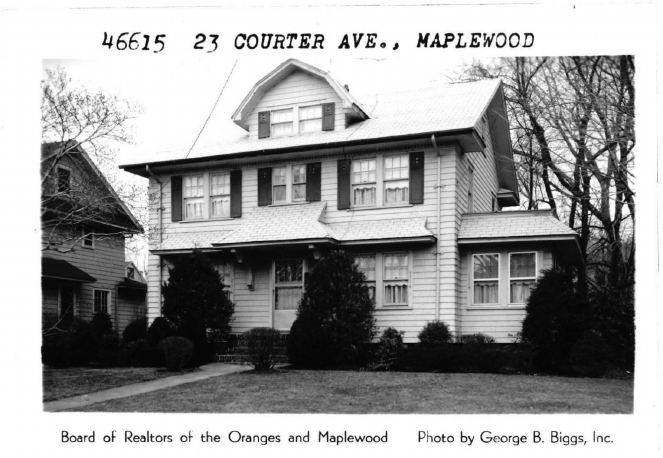 46615 23 COURTER AVE., MAPLEWOOD
Board of Realtors of the Oranges and Maplewood Photo by George B. Biggs, Inc.